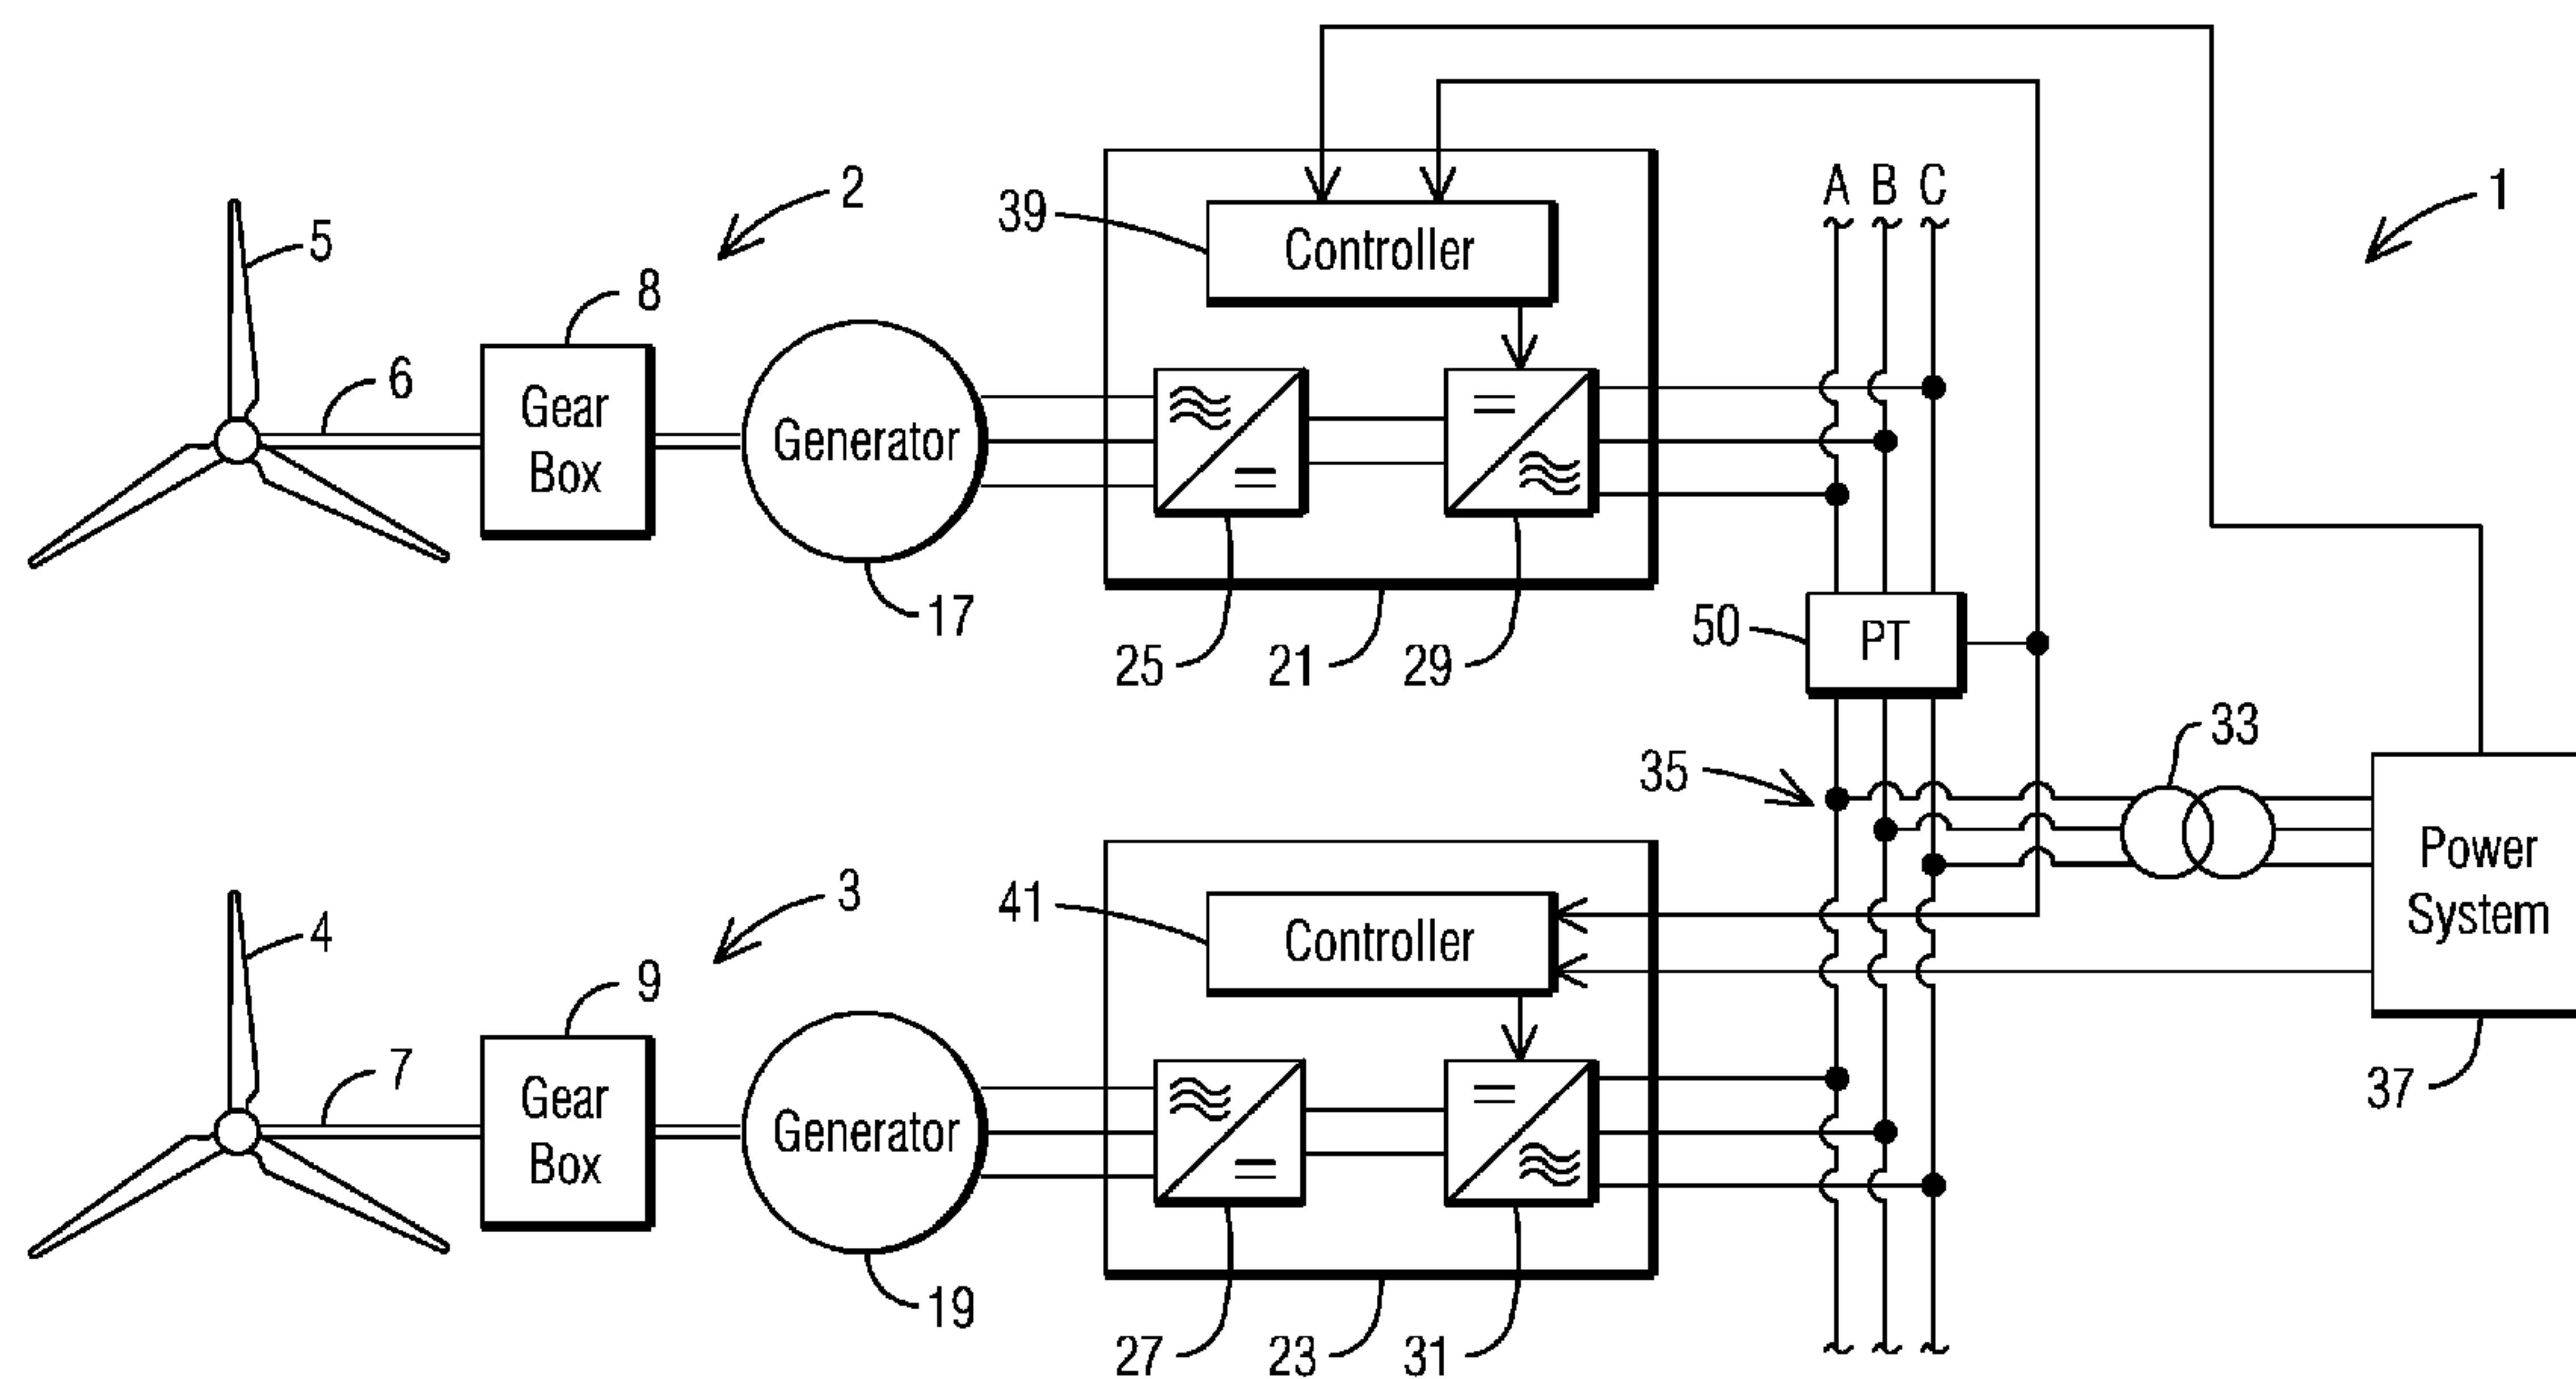 A B C
1
2
39
Controller
5
8
6
Gear
Box
Generator
17
25
21
29
50
PT
33
35
Power
System
37
3
41
Controller
4
9
7
Gear
Box
Generator
19
27
23
31